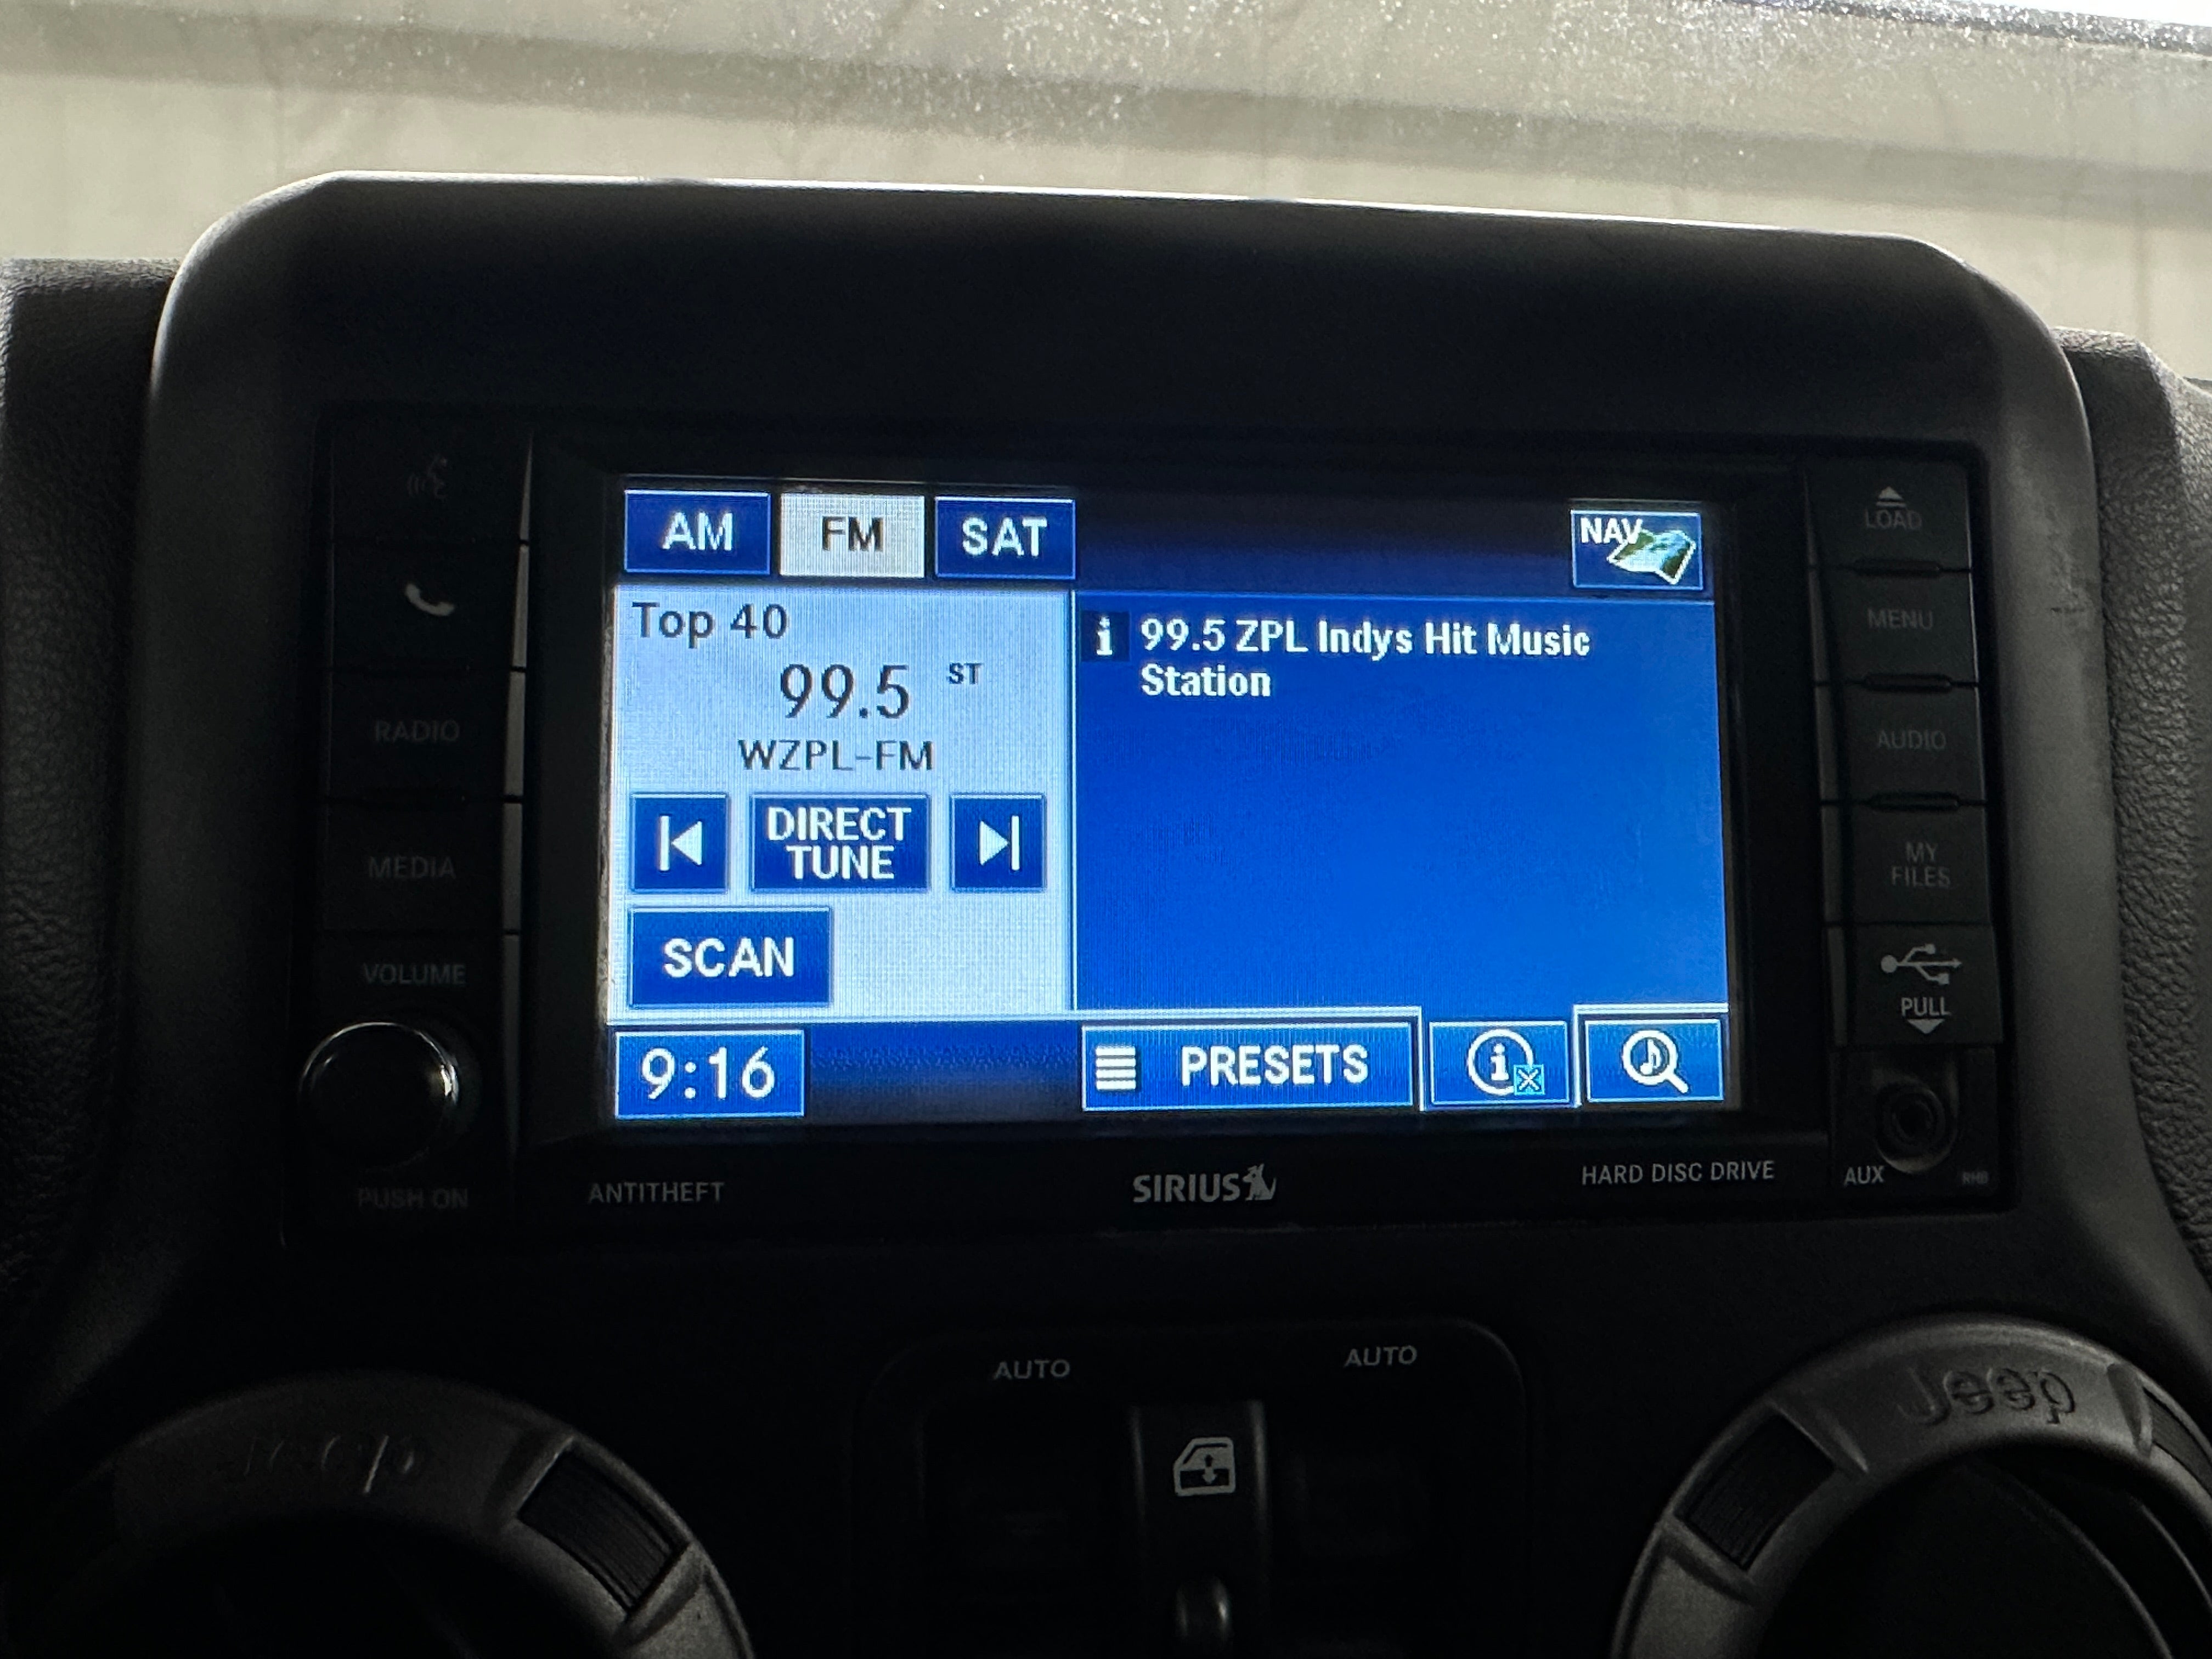 AM FM SAT NAV
LOAD
Top 40
99.5 ST
WZPL-FM
i 99.5 ZPL Indys Hit Music
Station
MENU
RADIO
AUDIO
DIRECT
TUNE
MEDIA
MY
FILES
SCAN
VOLUME
PULL
9:16
PRESETS
i
PUSH ON
ANTITHEFT
SIRIUS
HARD DISC DRIVE
AUX
RHB
AUTO
AUTO
Jeep
Jeep